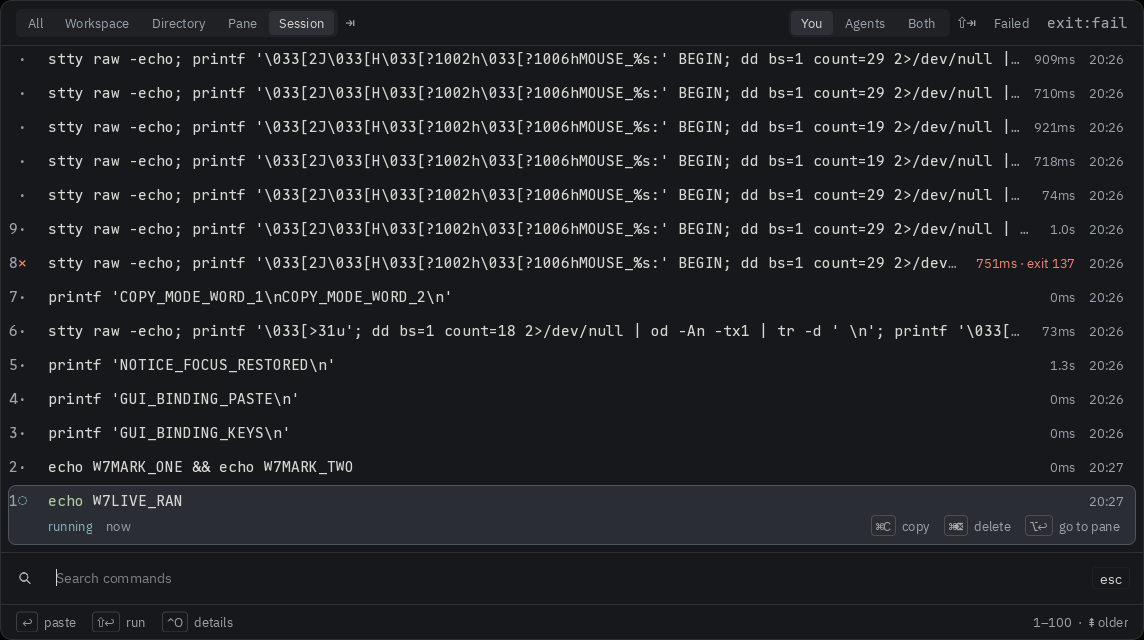 All Workspace Directory Pane Session ⇥ You Agents Both ⇧⇥ Failed exit:fail
· stty raw -echo; printf '\033[2J\033[H\033[?1002h\033[?1006hMOUSE_%s:' BEGIN; dd bs=1 count=29 2>/dev/null |… 909ms 20:26
· stty raw -echo; printf '\033[2J\033[H\033[?1002h\033[?1006hMOUSE_%s:' BEGIN; dd bs=1 count=29 2>/dev/null |… 710ms 20:26
· stty raw -echo; printf '\033[2J\033[H\033[?1002h\033[?1006hMOUSE_%s:' BEGIN; dd bs=1 count=19 2>/dev/null |… 921ms 20:26
· stty raw -echo; printf '\033[2J\033[H\033[?1002h\033[?1006hMOUSE_%s:' BEGIN; dd bs=1 count=19 2>/dev/null |… 718ms 20:26
· stty raw -echo; printf '\033[2J\033[H\033[?1002h\033[?1006hMOUSE_%s:' BEGIN; dd bs=1 count=29 2>/dev/null |… 74ms 20:26
9· stty raw -echo; printf '\033[2J\033[H\033[?1002h\033[?1006hMOUSE_%s:' BEGIN; dd bs=1 count=29 2>/dev/null | … 1.0s 20:26
8× stty raw -echo; printf '\033[2J\033[H\033[?1002h\033[?1006hMOUSE_%s:' BEGIN; dd bs=1 count=29 2>/dev… 751ms · exit 137 20:26
7· printf 'COPY_MODE_WORD_1\nCOPY_MODE_WORD_2\n' 0ms 20:26
6· stty raw -echo; printf '\033[>31u'; dd bs=1 count=18 2>/dev/null | od -An -tx1 | tr -d ' \n'; printf '\033[… 73ms 20:26
5· printf 'NOTICE_FOCUS_RESTORED\n' 1.3s 20:26
4· printf 'GUI_BINDING_PASTE\n' 0ms 20:26
3· printf 'GUI_BINDING_KEYS\n' 0ms 20:26
2· echo W7MARK_ONE && echo W7MARK_TWO 0ms 20:27
1○ echo W7LIVE_RAN 20:27
running now ⌘C copy ⌘⌫ delete ⌥↩ go to pane
Search commands esc
↩ paste ⇧↩ run ^O details 1–100 · ⇞ older